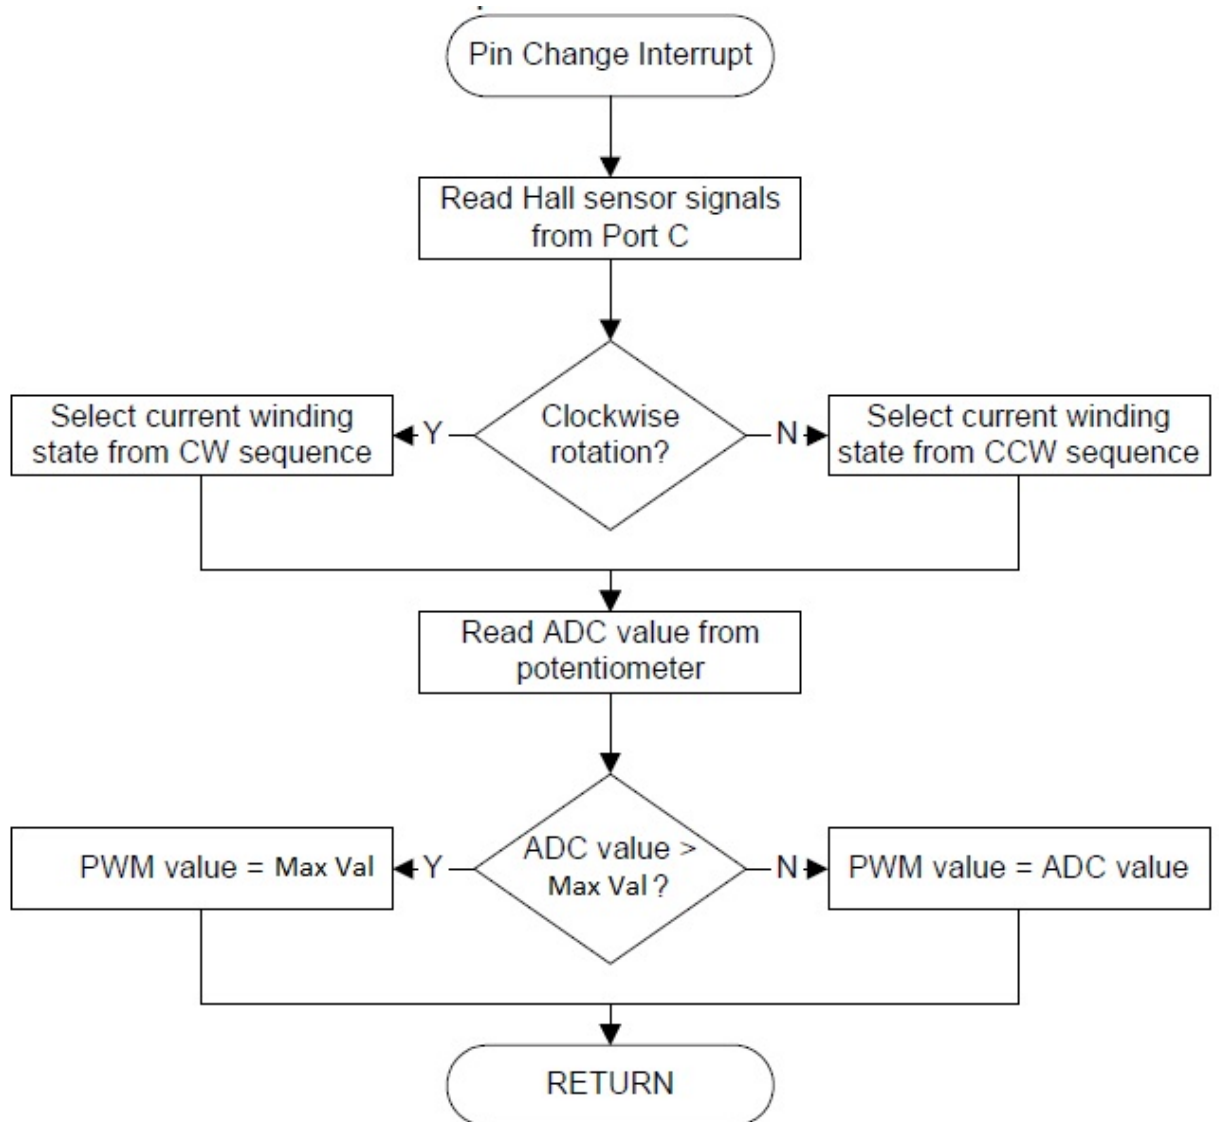 Pin Change Interrupt
Read Hall sensor signals
from Port C
Clockwise
rotation?
Y
N
Select current winding
state from CW sequence
Select current winding
state from CCW sequence
Read ADC value from
potentiometer
ADC value >
Max Val?
Y
N
PWM value = Max Val
PWM value = ADC value
RETURN